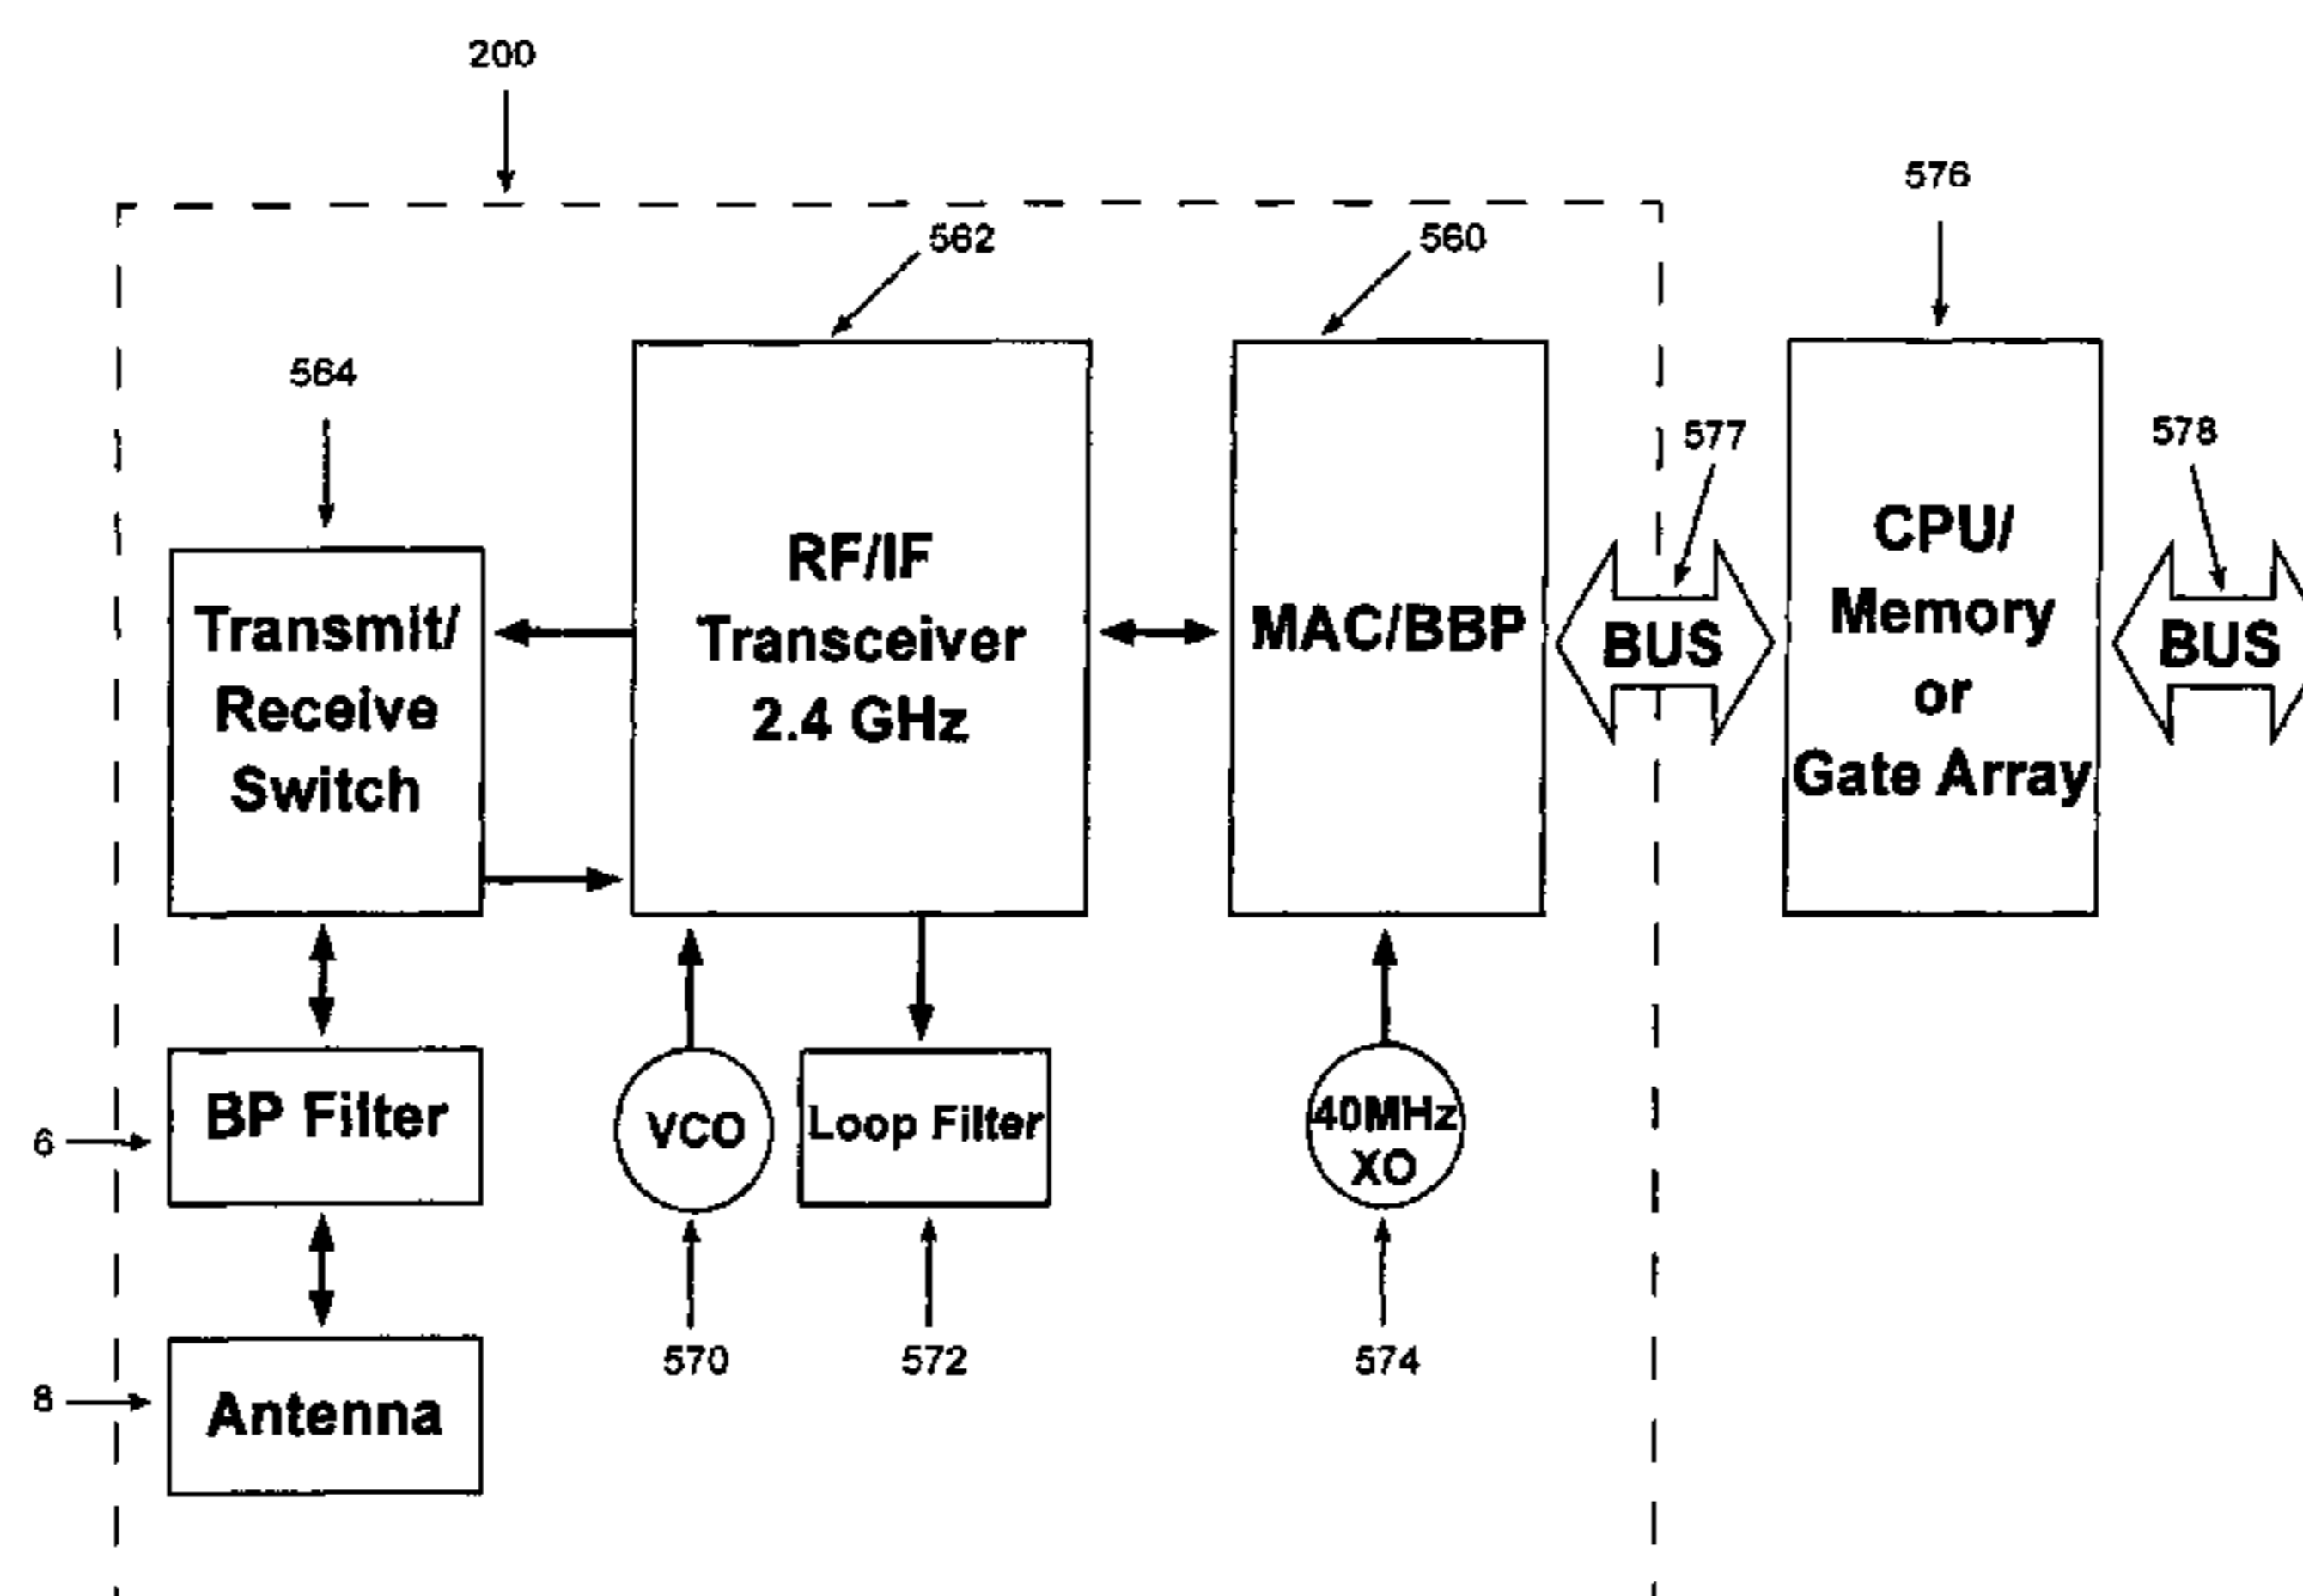 200
576
562
560
564
577
578
Transmit/
Receive
Switch
RF/IF
Transceiver
2.4 GHz
MAC/BBP
BUS
CPU/
Memory
or
Gate Array
BUS
6
BP Filter
VCO
Loop Filter
40MHz
XO
8
Antenna
570
572
574